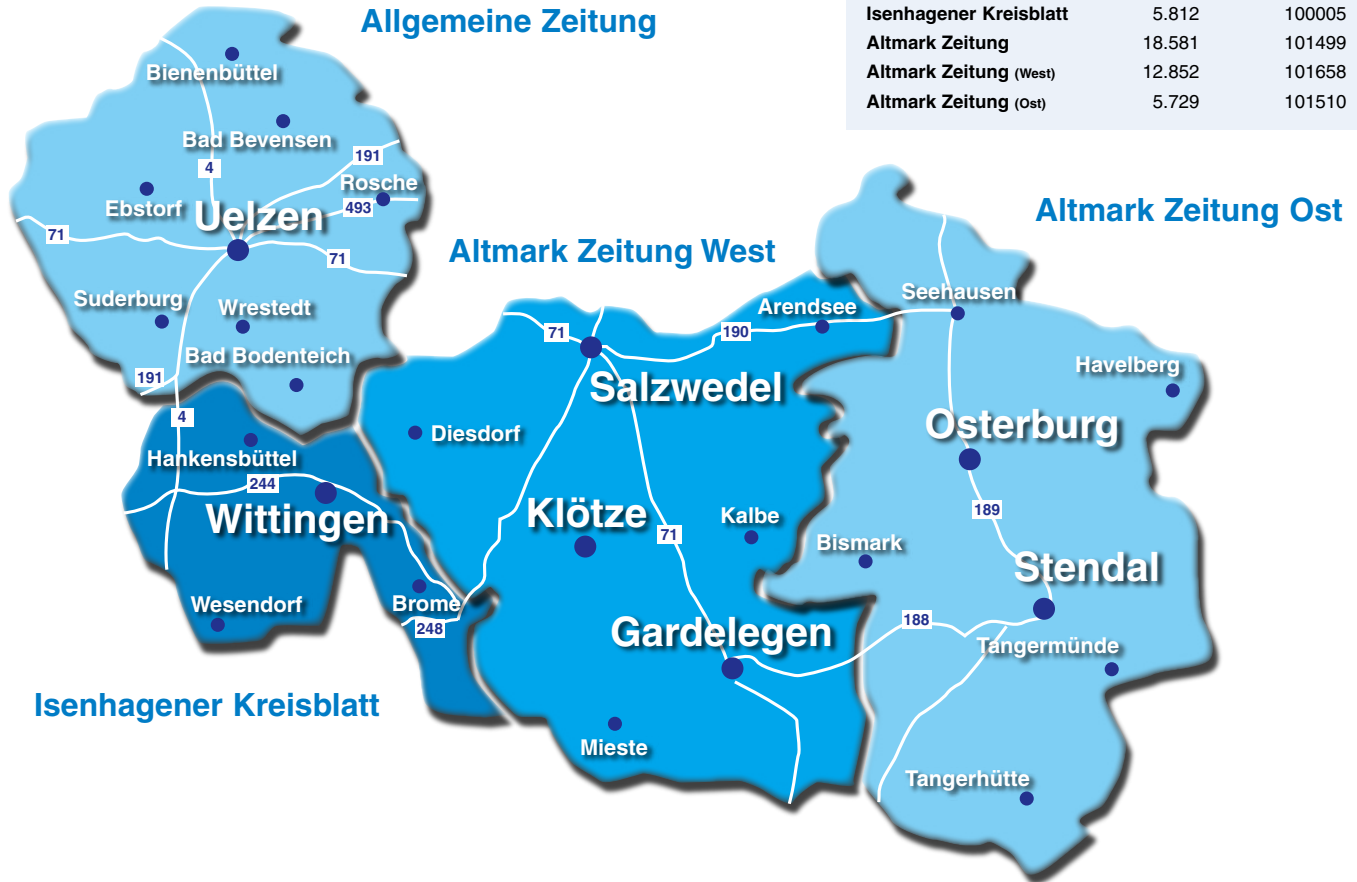 Allgemeine Zeitung
Isenhagener Kreisblatt 5.812 100005
Altmark Zeitung 18.581 101499
Altmark Zeitung (West) 12.852 101658
Altmark Zeitung (Ost) 5.729 101510
Bienenbüttel
Bad Bevensen
4
191
Rosche
Ebstorf
493
Uelzen
71
71
Suderburg
Wrestedt
Bad Bodenteich
191
4
Hankensbüttel
244
Wittingen
Wesendorf
Brome
248
Isenhagener Kreisblatt
Altmark Zeitung West
Arendsee
71
190
Salzwedel
Diesdorf
Klötze
Kalbe
71
Gardelegen
Mieste
Altmark Zeitung Ost
Seehausen
Havelberg
Osterburg
189
Bismark
Stendal
188
Tangermünde
Tangerhütte